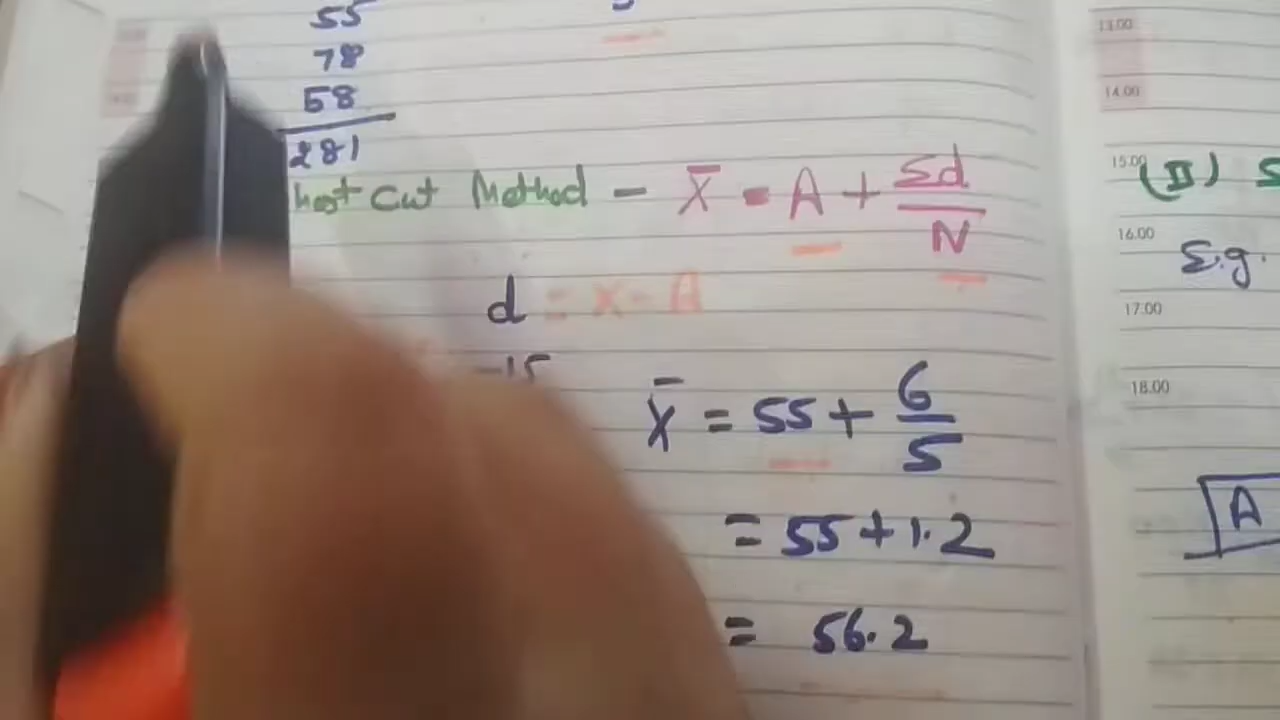 55
78
58
281
Cut Method - X̄ = A + Σd/N
d = X - A
-15
X̄ = 55 + 6/5
= 55 + 1.2
= 56.2
13.00
14.00
15.00
(II)
16.00
E.g.
17.00
18.00
A